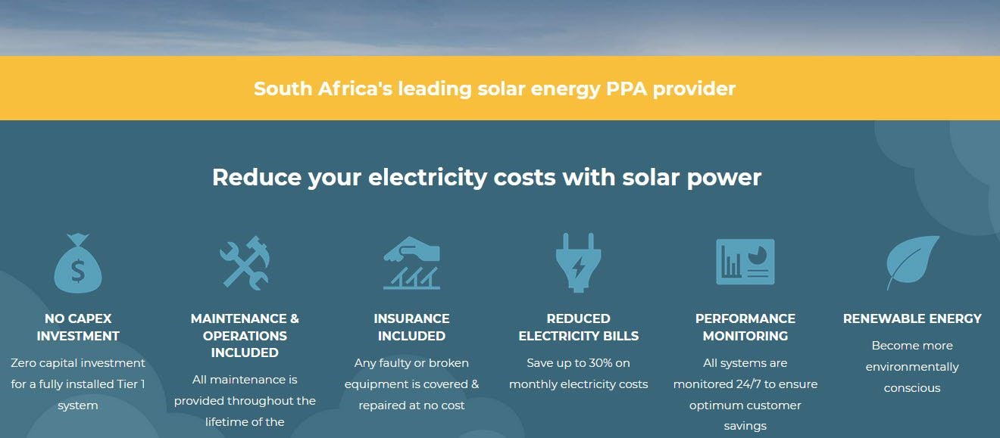 South Africa's leading solar energy PPA provider
Reduce your electricity costs with solar power
$
NO CAPEX
INVESTMENT
Zero capital investment
for a fully installed Tier 1
system
MAINTENANCE &
OPERATIONS
INCLUDED
All maintenance is
provided throughout the
lifetime of the
INSURANCE
INCLUDED
Any faulty or broken
equipment is covered &
repaired at no cost
REDUCED
ELECTRICITY BILLS
Save up to 30% on
monthly electricity costs
PERFORMANCE
MONITORING
All systems are
monitored 24/7 to ensure
optimum customer
savings
RENEWABLE ENERGY
Become more
environmentally
conscious